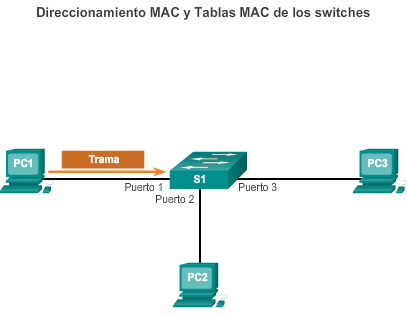 Direccionamiento MAC y Tablas MAC de los switches
Trama
PC1
PC3
S1
Puerto 1
Puerto 3
Puerto 2
PC2